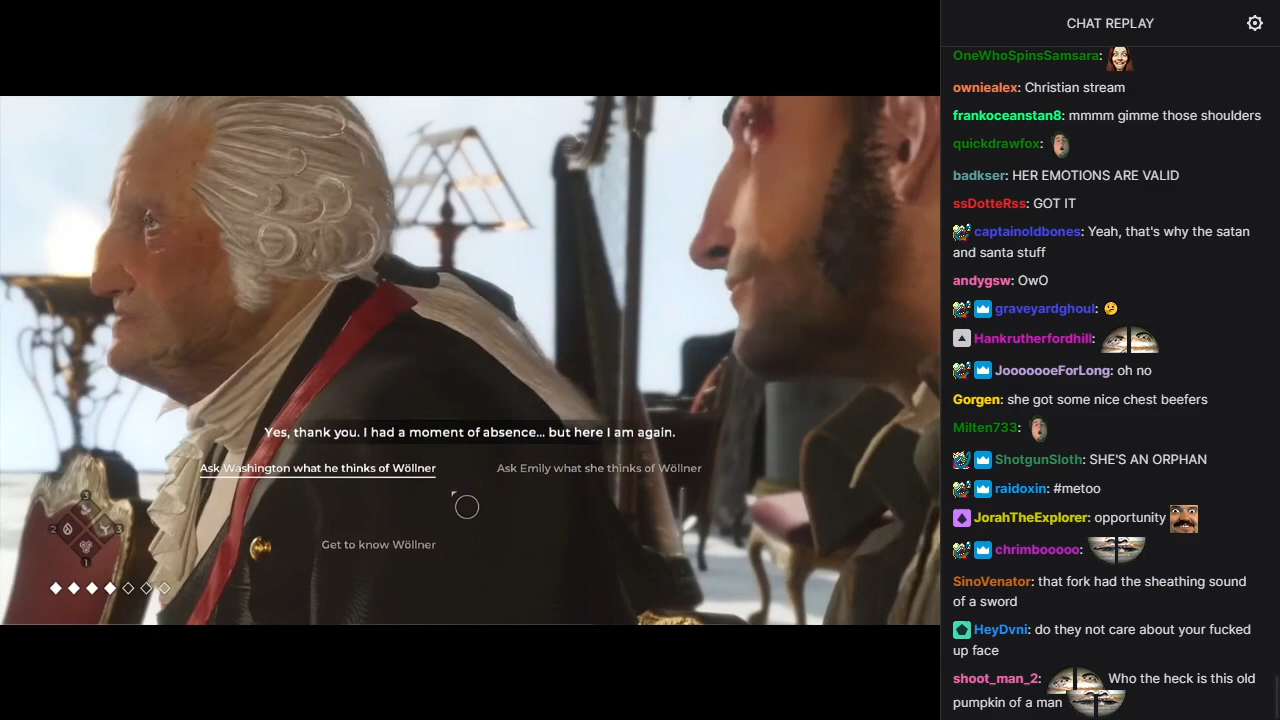 CHAT REPLAY
OneWhoSpinsSamsara:
owniealex: Christian stream
frankoceanstan8: mmmm gimme those shoulders
quickdrawfox:
badkser: HER EMOTIONS ARE VALID
ssDotteRss: GOT IT
captainoldbones: Yeah, that's why the satan
and santa stuff
andygsw: OwO
graveyardghoul:
Hankrutherfordhill:
JooooooeForLong: oh no
Gorgen: she got some nice chest beefers
Milten733:
ShotgunSloth: SHE'S AN ORPHAN
raidoxin: #metoo
JorahTheExplorer: opportunity
chrimbooooo:
SinoVenator: that fork had the sheathing sound
of a sword
HeyDvni: do they not care about your fucked
up face
shoot_man_2: Who the heck is this old
pumpkin of a man
Yes, thank you. I had a moment of absence... but here I am again.
Ask Washington what he thinks of Wöllner
Ask Emily what she thinks of Wöllner
Get to know Wöllner
3
2
3
1